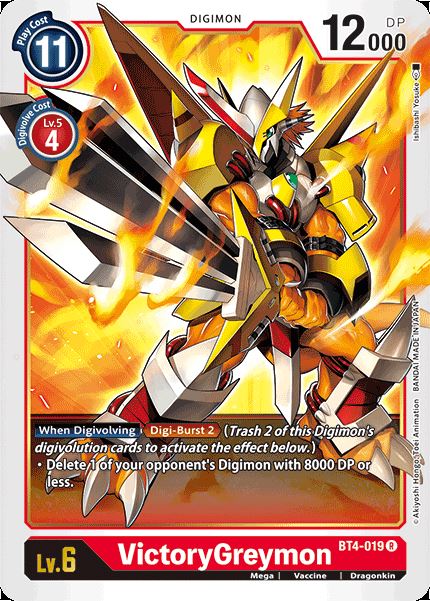 Play Cost
11
DIGIMON
12000
DP
Digivolve Cost
Lv.5
4
Ishibashi Yosuke
When Digivolving Digi-Burst 2 (Trash 2 of this Digimon's
digivolution cards to activate the effect below.)
• Delete 1 of your opponent's Digimon with 8000 DP or
less.
©Akiyoshi Hongo, Toei Animation BANDAI MADE IN JAPAN
Lv.6
VictoryGreymon
BT4-019 R
Mega | Vaccine | Dragonkin